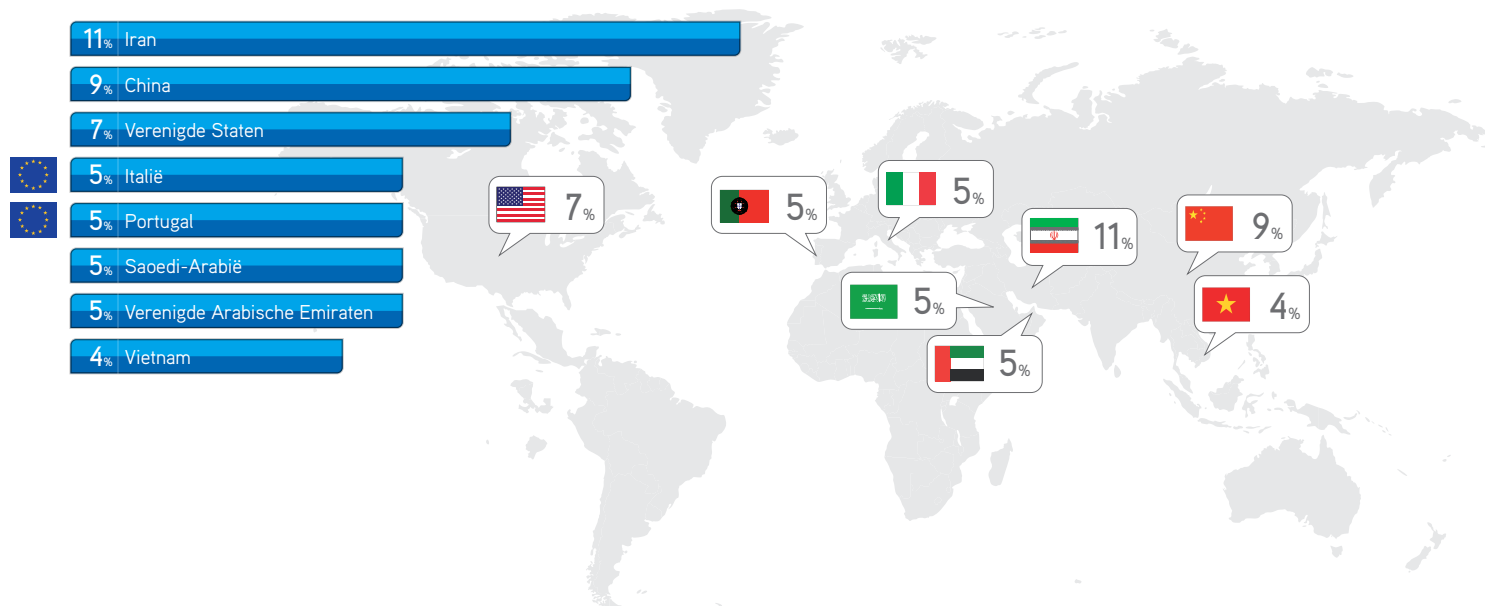 11% Iran
9% China
7% Verenigde Staten
5% Italië
5% Portugal
5% Saoedi-Arabië
5% Verenigde Arabische Emiraten
4% Vietnam
7%
5%
5%
11%
9%
5%
4%
5%